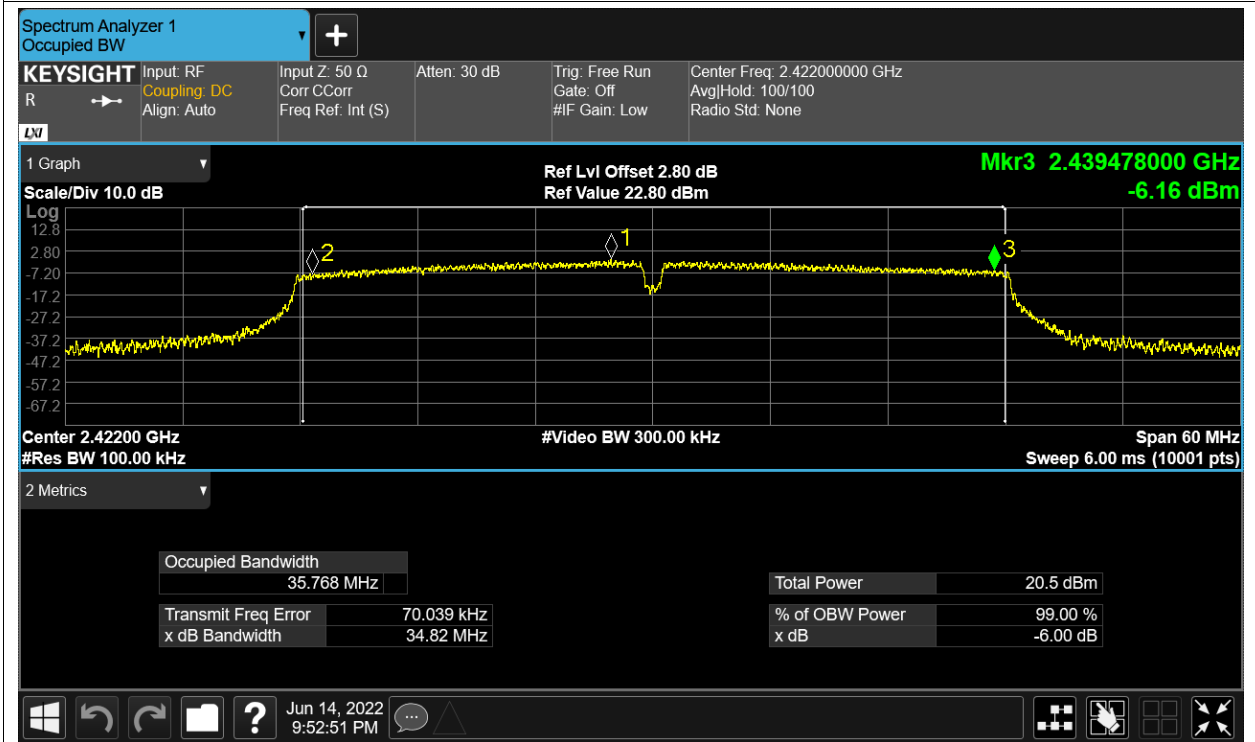 Spectrum Analyzer 1
Occupied BW
KEYSIGHT
R
LXI
Input: RF
Coupling: DC
Align: Auto
Input Z: 50 Ω
Corr CCorr
Freq Ref: Int (S)
Atten: 30 dB
Trig: Free Run
Gate: Off
#IF Gain: Low
Center Freq: 2.422000000 GHz
Avg|Hold: 100/100
Radio Std: None
1 Graph
Scale/Div 10.0 dB
Ref Lvl Offset 2.80 dB
Ref Value 22.80 dBm
Mkr3 2.439478000 GHz
-6.16 dBm
Log
12.8
2.80
-7.20
-17.2
-27.2
-37.2
-47.2
-57.2
-67.2
2
1
3
Center 2.42200 GHz
#Res BW 100.00 kHz
#Video BW 300.00 kHz
Span 60 MHz
Sweep 6.00 ms (10001 pts)
2 Metrics
Occupied Bandwidth
35.768 MHz
Transmit Freq Error 70.039 kHz
x dB Bandwidth 34.82 MHz
Total Power 20.5 dBm
% of OBW Power 99.00 %
x dB -6.00 dB
?
Jun 14, 2022
9:52:51 PM